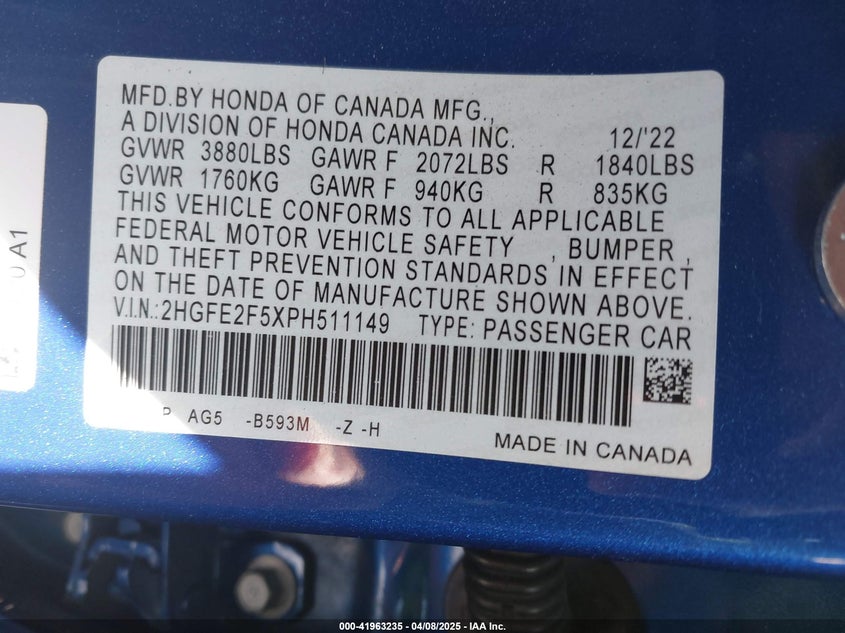 MFD.BY HONDA OF CANADA MFG.,
A DIVISION OF HONDA CANADA INC. 12/'22
GVWR 3880LBS GAWR F 2072LBS R 1840LBS
GVWR 1760KG GAWR F 940KG R 835KG
THIS VEHICLE CONFORMS TO ALL APPLICABLE
FEDERAL MOTOR VEHICLE SAFETY , BUMPER ,
AND THEFT PREVENTION STANDARDS IN EFFECT
ON THE DATE OF MANUFACTURE SHOWN ABOVE.
V.I.N.:2HGFE2F5XPH511149 TYPE: PASSENGER CAR
P AG5 -B593M -Z -H
MADE IN CANADA
0A1
000-41963235 - 04/08/2025 - IAA Inc.